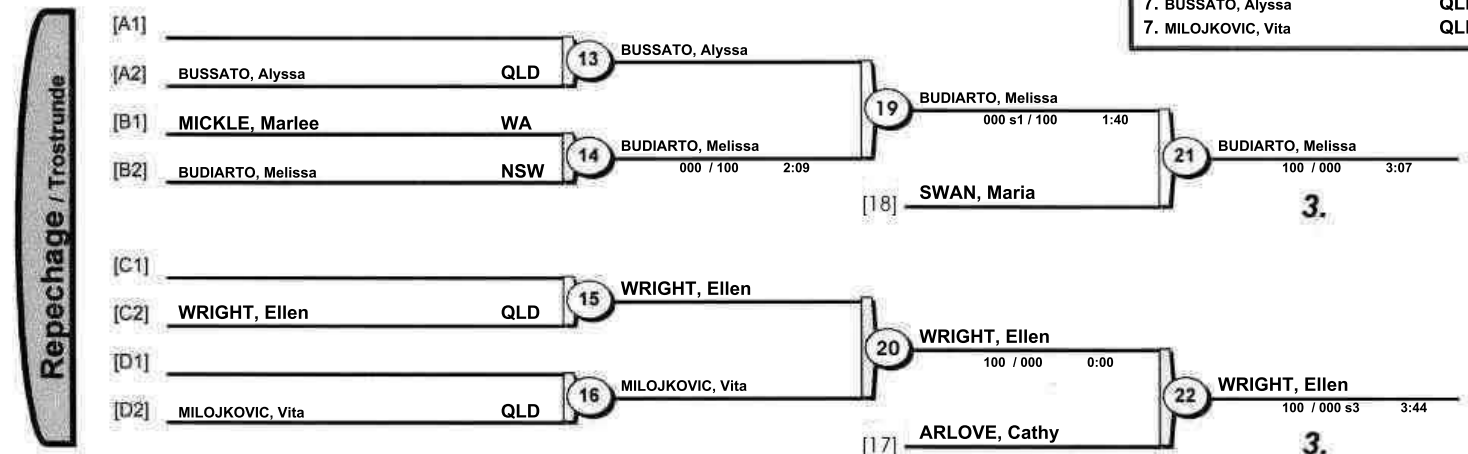 7. BUSSATO, Alyssa
7. MILOJKOVIC, Vita
Repechage / Trostrunde
[A1]
[A2] BUSSATO, Alyssa QLD
13 BUSSATO, Alyssa
[B1] MICKLE, Marlee WA
[B2] BUDIARTO, Melissa NSW
14 BUDIARTO, Melissa
000 / 100 2:09
19 BUDIARTO, Melissa
000 s1 / 100 1:40
[18] SWAN, Maria
21 BUDIARTO, Melissa
100 / 000 3:07
3.
[C1]
[C2] WRIGHT, Ellen QLD
15 WRIGHT, Ellen
[D1]
[D2] MILOJKOVIC, Vita QLD
16 MILOJKOVIC, Vita
20 WRIGHT, Ellen
100 / 000 0:00
[17] ARLOVE, Cathy
22 WRIGHT, Ellen
100 / 000 s3 3:44
3.